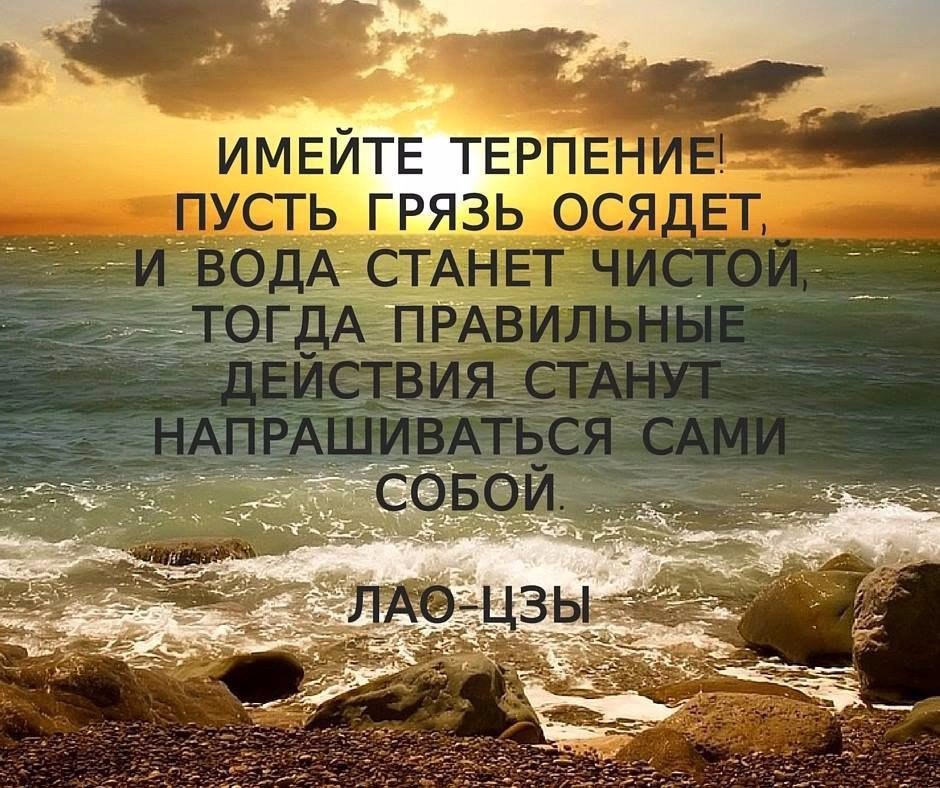 ИМЕЙТЕ ТЕРПЕНИЕ!
ПУСТЬ ГРЯЗЬ ОСЯДЕТ,
И ВОДА СТАНЕТ ЧИСТОЙ,
ТОГДА ПРАВИЛЬНЫЕ
ДЕЙСТВИЯ СТАНУТ
НАПРАШИВАТЬСЯ САМИ
СОБОЙ.
ЛАО-ЦЗЫ